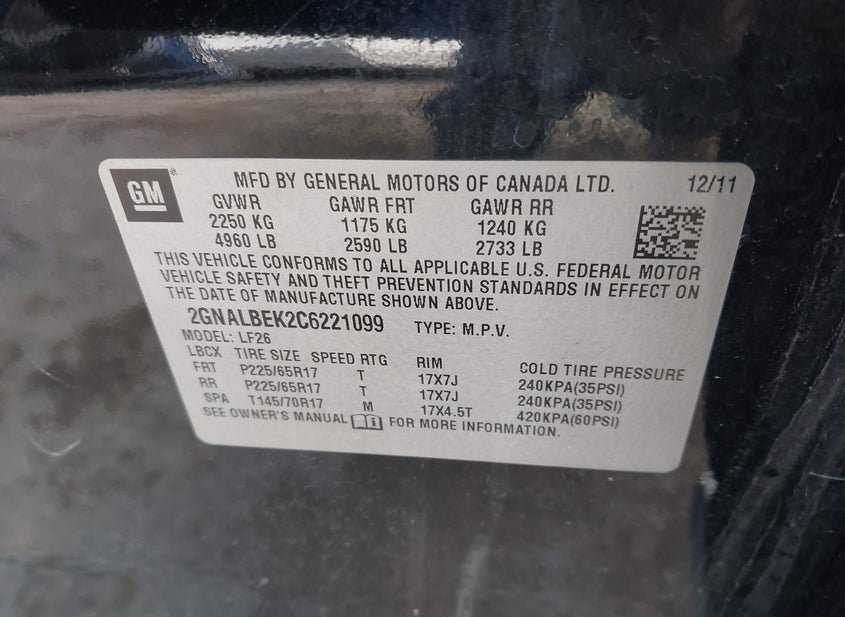 GM
MFD BY GENERAL MOTORS OF CANADA LTD. 12/11
GVWR GAWR FRT GAWR RR
2250 KG 1175 KG 1240 KG
4960 LB 2590 LB 2733 LB
THIS VEHICLE CONFORMS TO ALL APPLICABLE U.S. FEDERAL MOTOR
VEHICLE SAFETY AND THEFT PREVENTION STANDARDS IN EFFECT ON
THE DATE OF MANUFACTURE SHOWN ABOVE.
2GNALBEK2C6221099 TYPE: M.P.V.
MODEL: LF26
LBCX TIRE SIZE SPEED RTG RIM COLD TIRE PRESSURE
FRT P225/65R17 T 17X7J 240KPA(35PSI)
RR P225/65R17 T 17X7J 240KPA(35PSI)
SPA T145/70R17 M 17X4.5T 420KPA(60PSI)
SEE OWNER'S MANUAL FOR MORE INFORMATION.